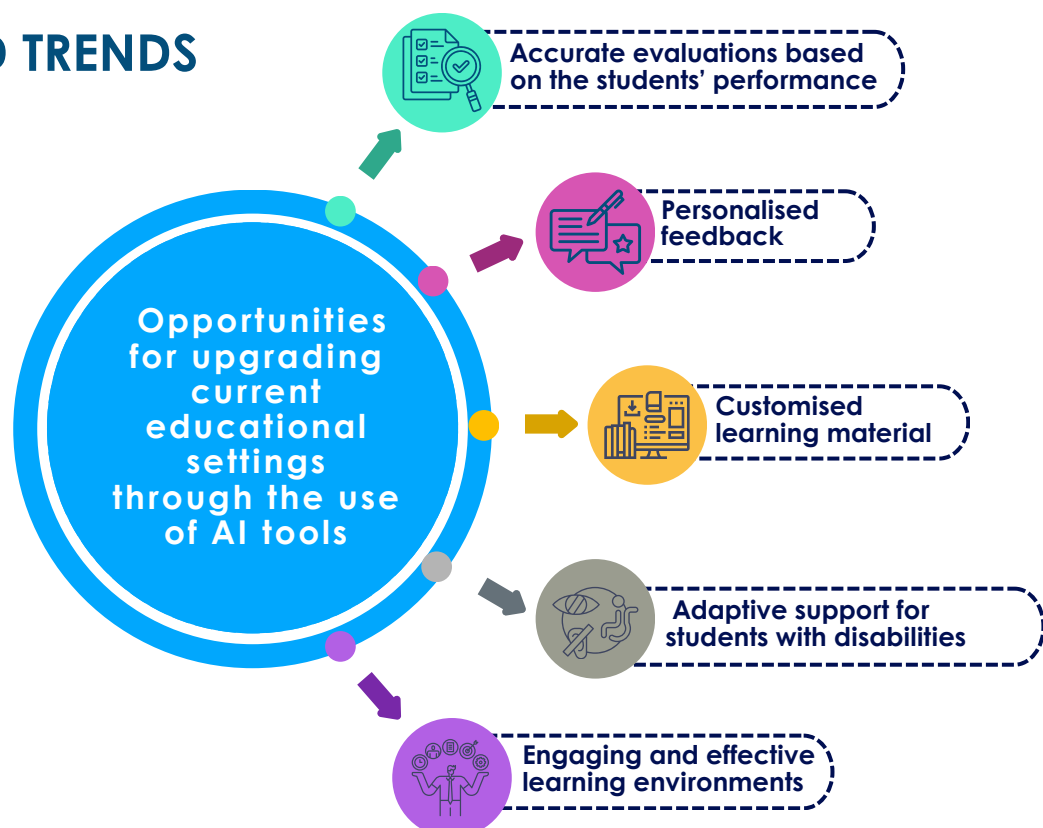 TRENDS
Accurate evaluations based
on the students’ performance
Personalised
feedback
Opportunities
for upgrading
current
educational
settings
through the use
of AI tools
Customised
learning material
Adaptive support for
students with disabilities
Engaging and effective
learning environments